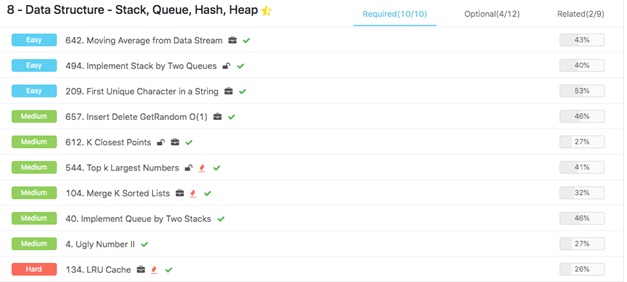 8 - Data Structure - Stack, Queue, Hash, Heap
Required(10/10) Optional(4/12) Related(2/9)
Easy 642. Moving Average from Data Stream 43%
Easy 494. Implement Stack by Two Queues 40%
Easy 209. First Unique Character in a String 53%
Medium 657. Insert Delete GetRandom O(1) 46%
Medium 612. K Closest Points 27%
Medium 544. Top k Largest Numbers 41%
Medium 104. Merge K Sorted Lists 32%
Medium 40. Implement Queue by Two Stacks 46%
Medium 4. Ugly Number II 27%
Hard 134. LRU Cache 26%